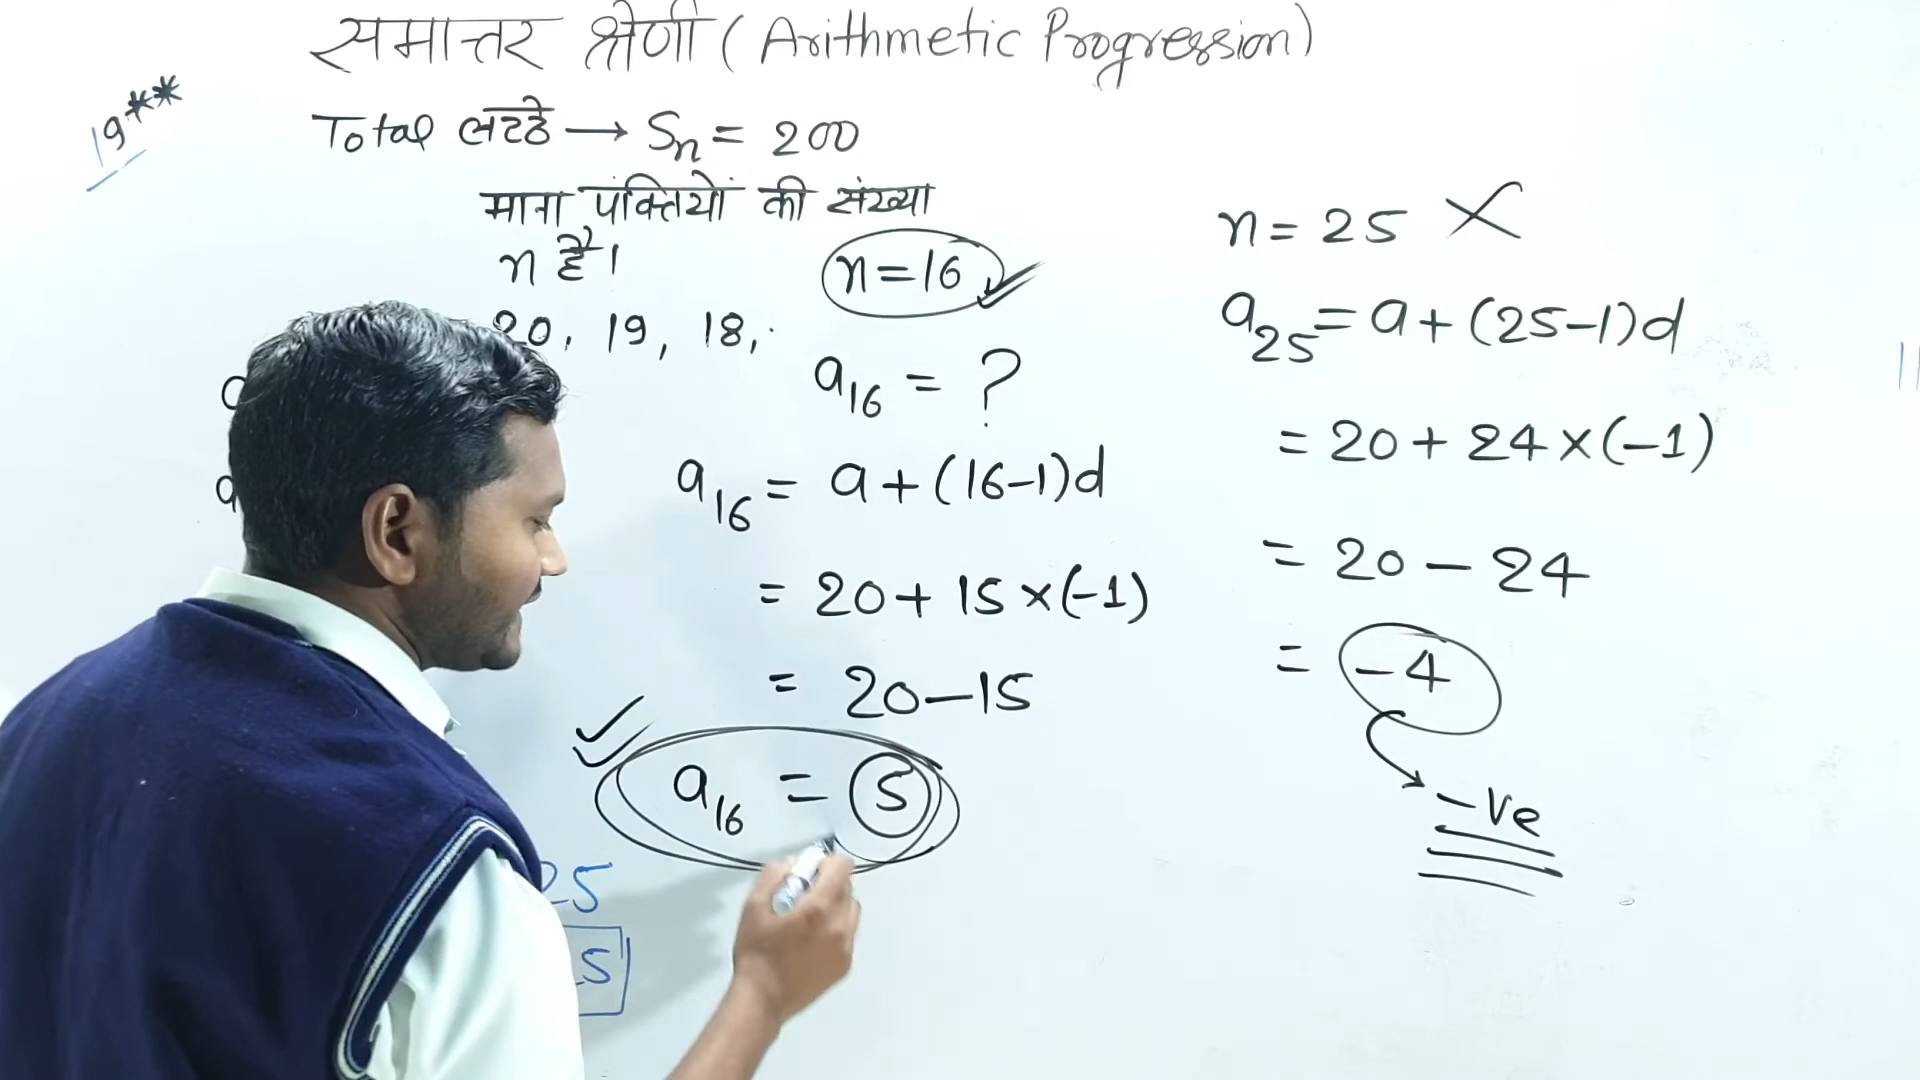 समान्तर श्रेणी (Arithmetic Progression)
19**
Total लट्ठे → Sn = 200
माना पंक्तियों की संख्या
n है।
20, 19, 18, .
n = 16 ✓
a16 = ?
a16 = a + (16-1)d
= 20 + 15 × (-1)
= 20 - 15
✓ a16 = 5
25
n = 25 ×
a25 = a + (25-1)d
= 20 + 24 × (-1)
= 20 - 24
= -4
-ve